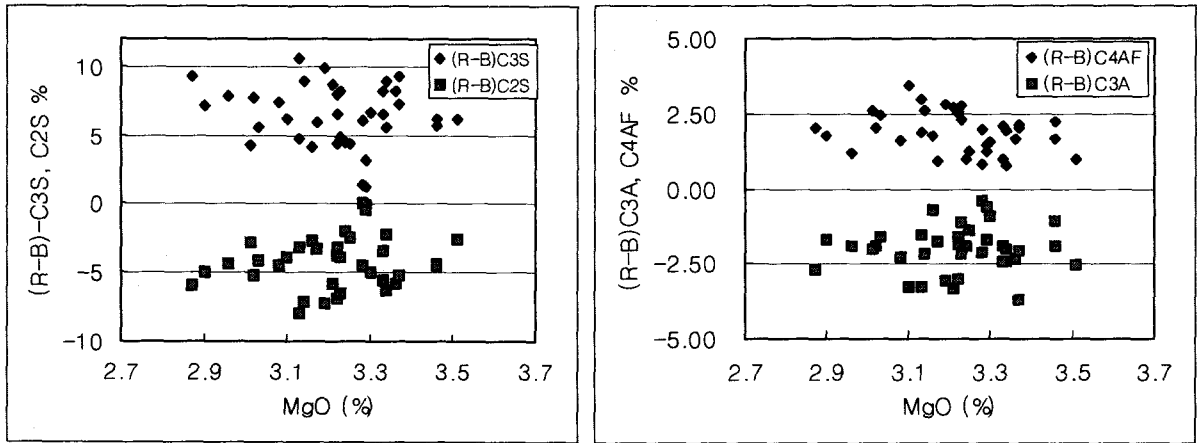 (R-B)-C3S, C2S %
10
5
0
-5
-10
◆ (R-B)C3S
■ (R-B)C2S
2.7 2.9 3.1 3.3 3.5 3.7
MgO (%)
(R-B)C3A, C4AF %
5.00
2.50
0.00
-2.50
-5.00
◆ (R-B)C4AF
■ (R-B)C3A
2.7 2.9 3.1 3.3 3.5 3.7
MgO (%)